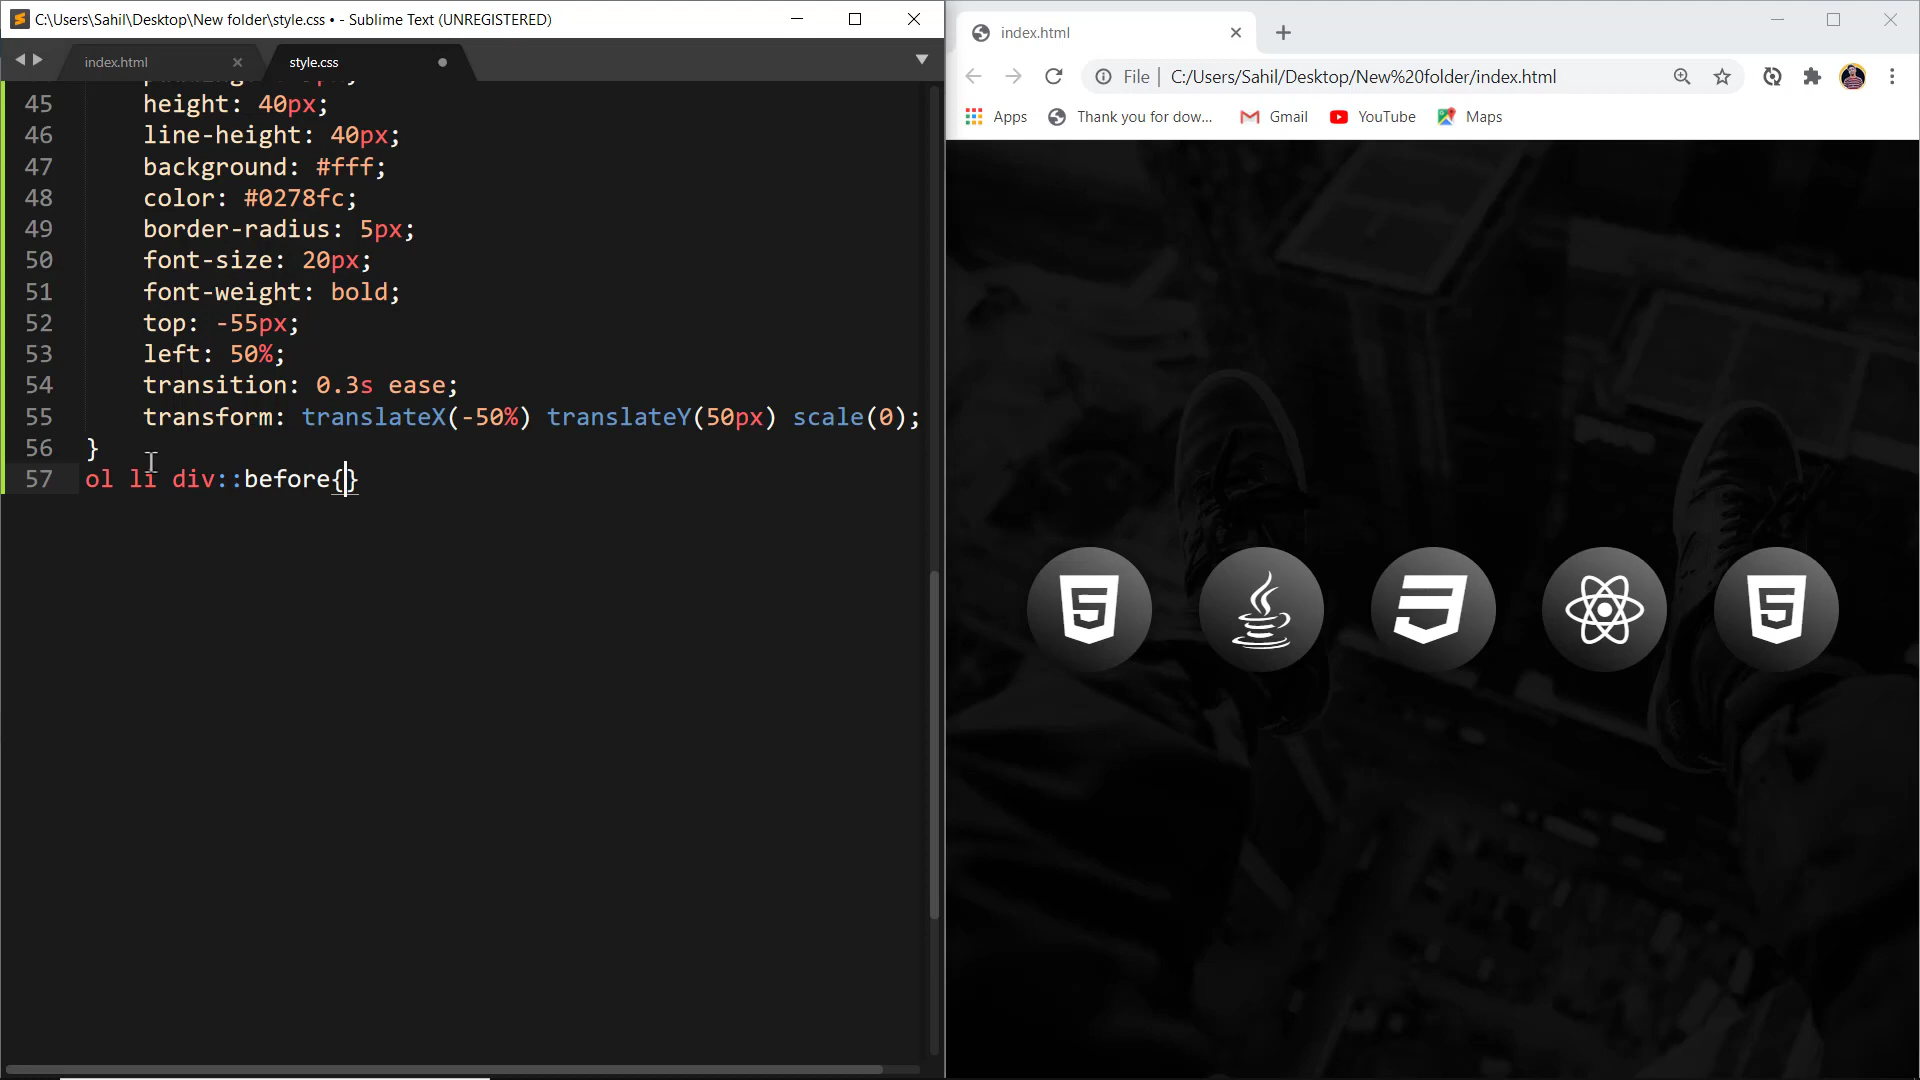 C:\Users\Sahil\Desktop\New folder\style.css • - Sublime Text (UNREGISTERED)
index.html
style.css
45 height: 40px;
46 line-height: 40px;
47 background: #fff;
48 color: #0278fc;
49 border-radius: 5px;
50 font-size: 20px;
51 font-weight: bold;
52 top: -55px;
53 left: 50%;
54 transition: 0.3s ease;
55 transform: translateX(-50%) translateY(50px) scale(0);
56 }
57 ol li div::before{}
index.html
File | C:/Users/Sahil/Desktop/New%20folder/index.html
Apps Thank you for dow... Gmail YouTube Maps